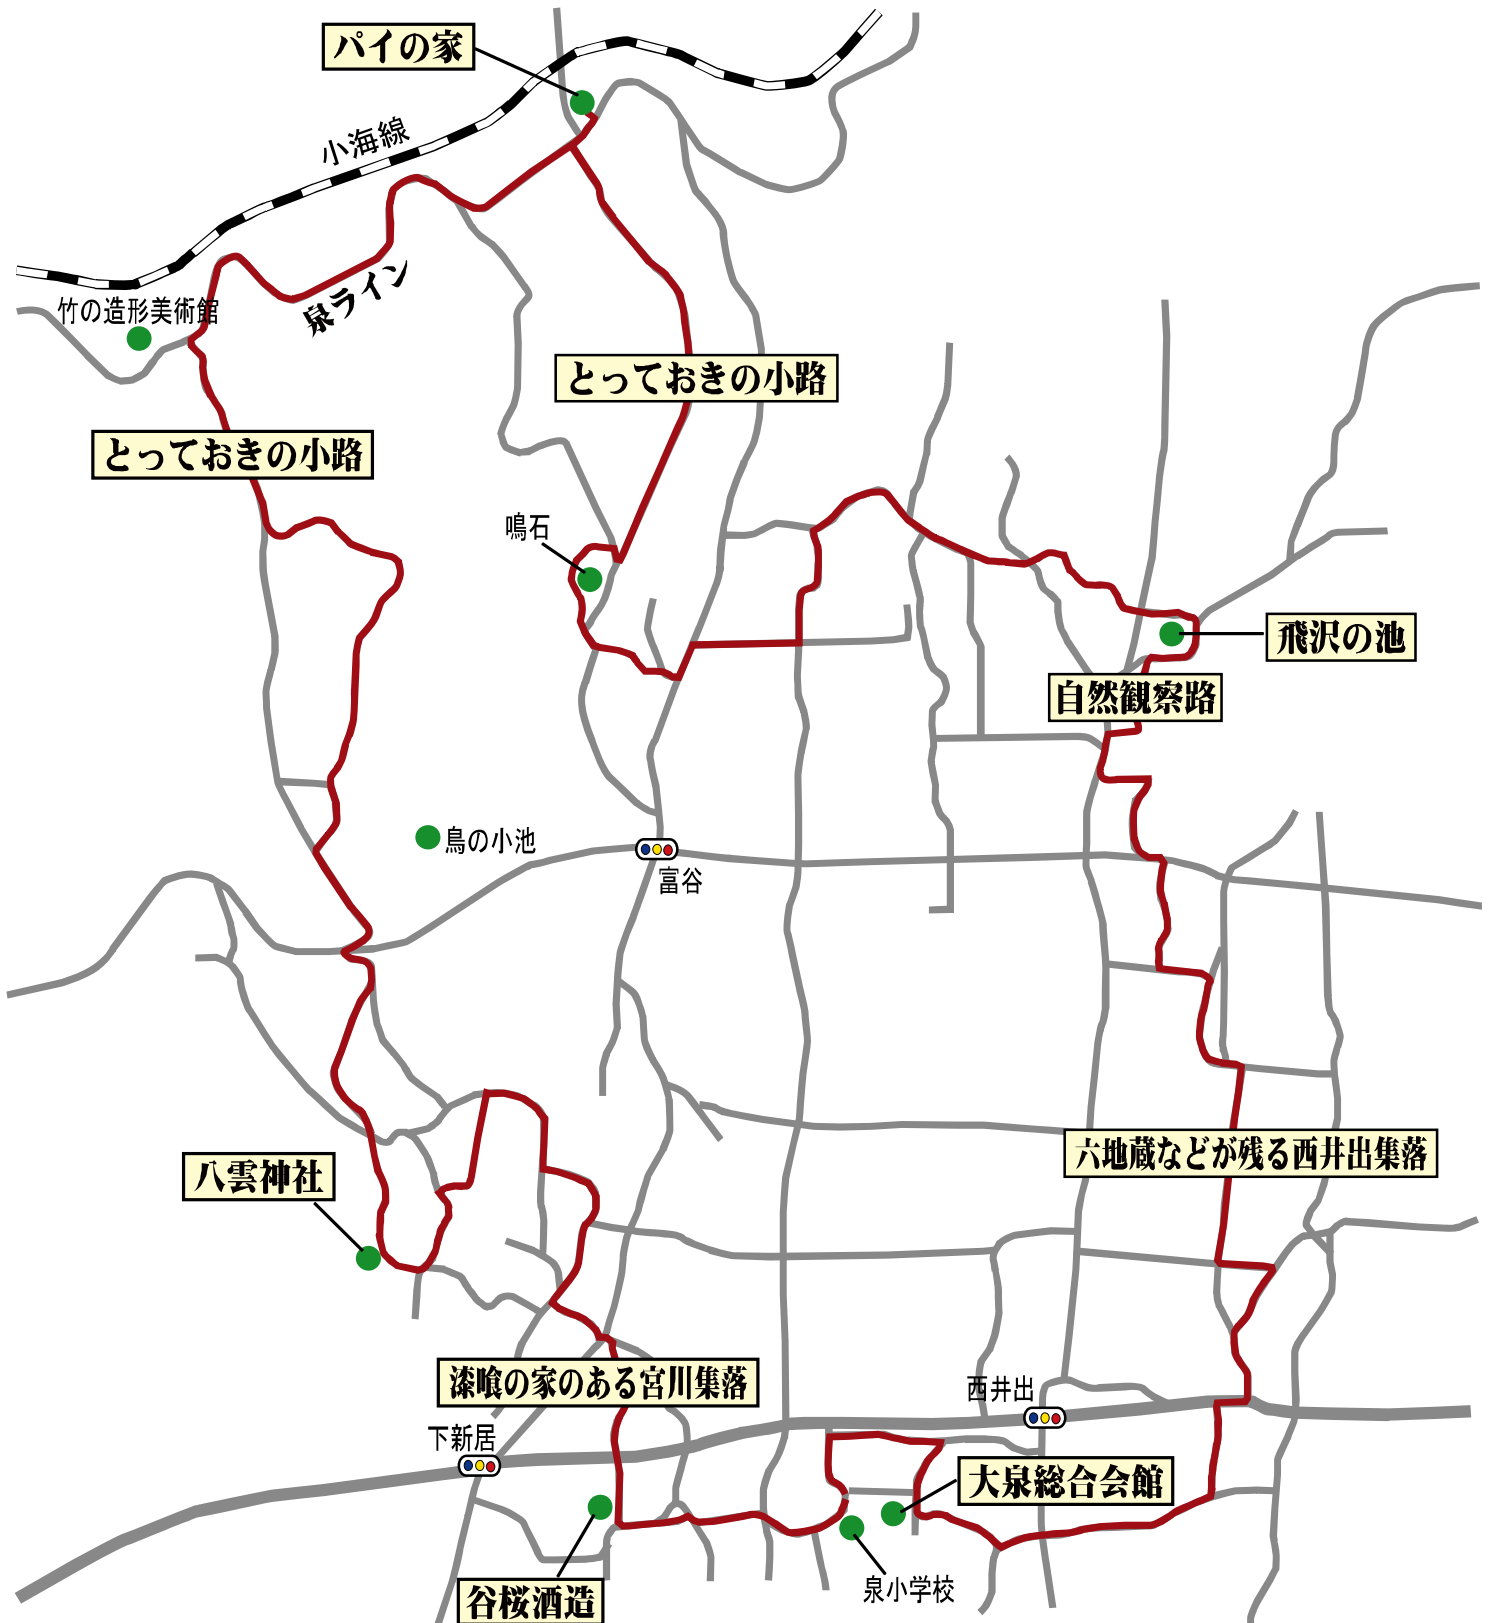 パイの家
小海線
泉ライン
竹の造形美術館
とっておきの小路
とっておきの小路
鳴石
飛沢の池
自然観察路
鳥の小池
富谷
六地蔵などが残る西井出集落
八雲神社
漆喰の家のある宮川集落
西井出
下新居
大泉総合会館
谷桜酒造
泉小学校